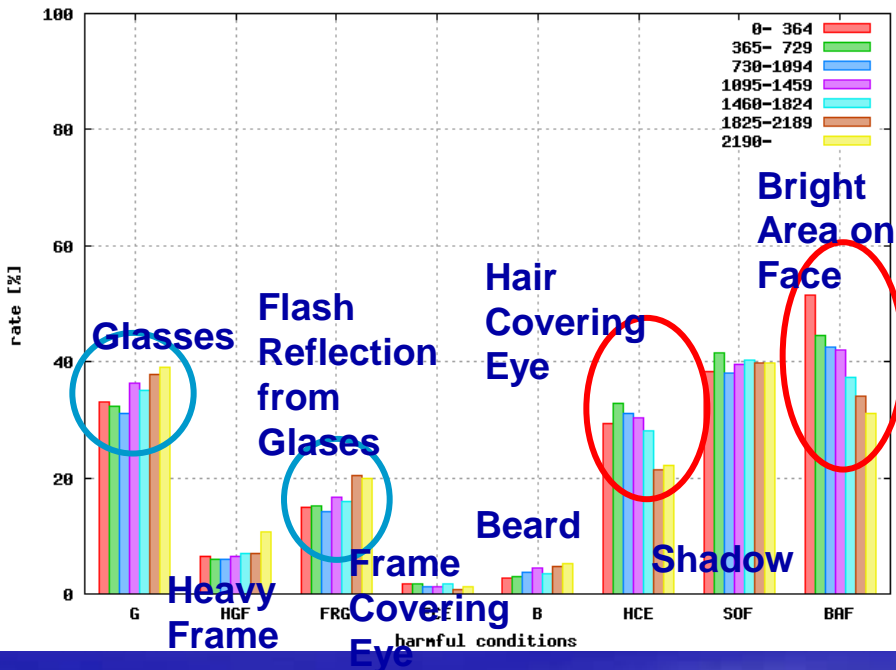 100
80
60
40
20
0
rate [%]
0- 364
365- 729
730-1094
1095-1459
1460-1824
1825-2189
2190-
Glasses
Flash
Reflection
from
Glases
Hair
Covering
Eye
Bright
Area on
Face
Heavy
Frame
Frame
Covering
Eye
Beard
Shadow
G
HGF
FRG
FCE
B
HCE
SOF
BAF
harmful conditions